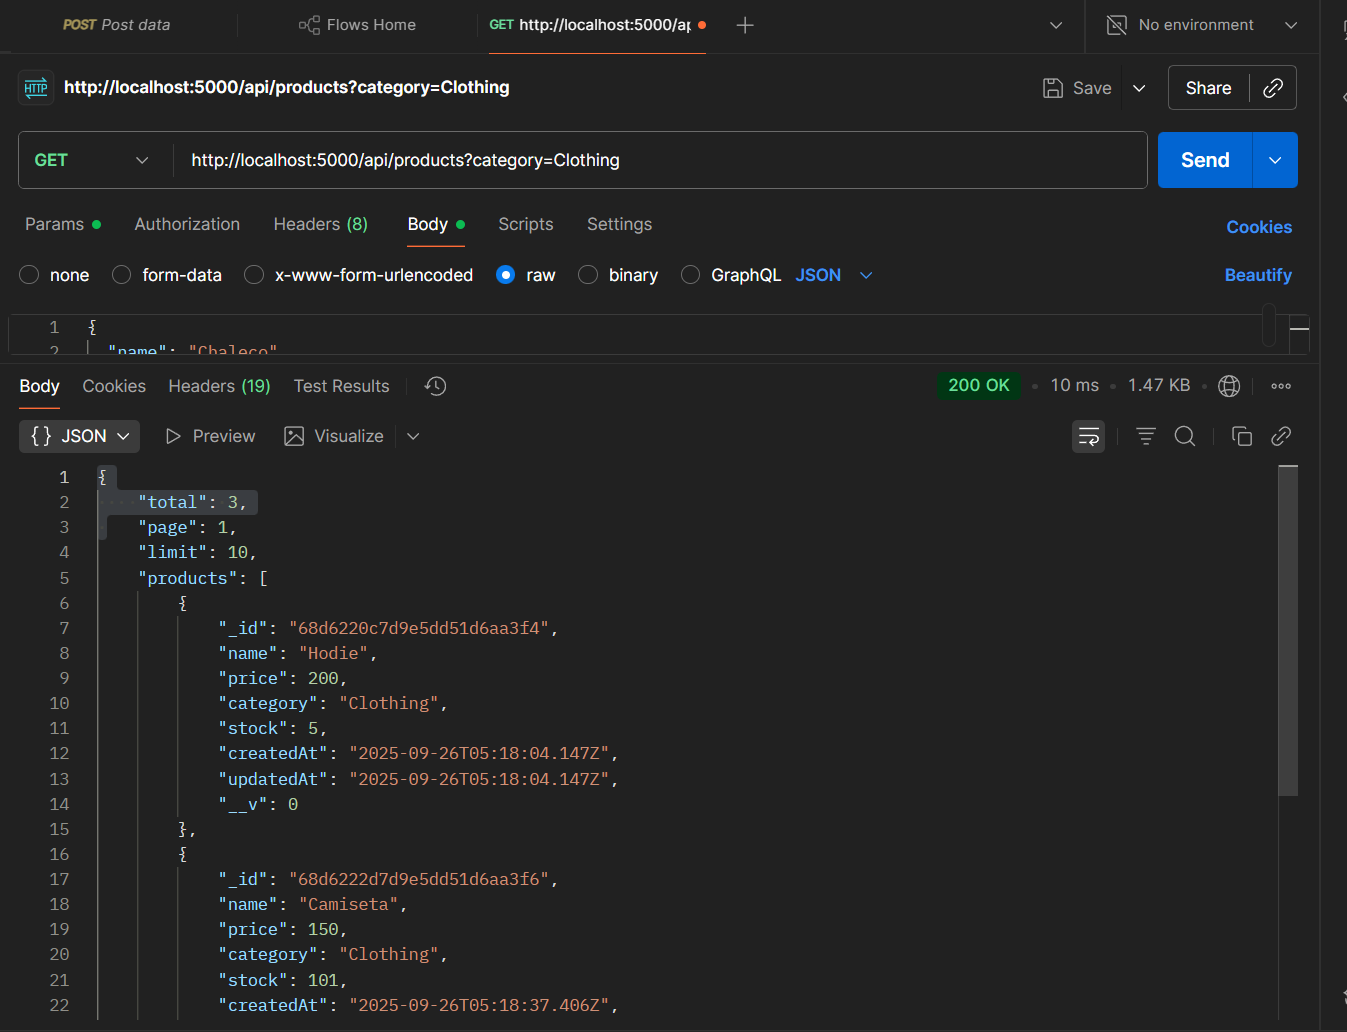 POST Post data
Flows Home
GET http://localhost:5000/ap
No environment
HTTP
http://localhost:5000/api/products?category=Clothing
Save
Share
GET
http://localhost:5000/api/products?category=Clothing
Send
Params
Authorization
Headers (8)
Body
Scripts
Settings
Cookies
none
form-data
x-www-form-urlencoded
raw
binary
GraphQL
JSON
Beautify
1 {
2 "name": "Chaleco"
Body
Cookies
Headers (19)
Test Results
200 OK
10 ms
1.47 KB
{} JSON
Preview
Visualize
1 {
2 "total": 3,
3 "page": 1,
4 "limit": 10,
5 "products": [
6 {
7 "_id": "68d6220c7d9e5dd51d6aa3f4",
8 "name": "Hodie",
9 "price": 200,
10 "category": "Clothing",
11 "stock": 5,
12 "createdAt": "2025-09-26T05:18:04.147Z",
13 "updatedAt": "2025-09-26T05:18:04.147Z",
14 "__v": 0
15 },
16 {
17 "_id": "68d6222d7d9e5dd51d6aa3f6",
18 "name": "Camiseta",
19 "price": 150,
20 "category": "Clothing",
21 "stock": 101,
22 "createdAt": "2025-09-26T05:18:37.406Z",